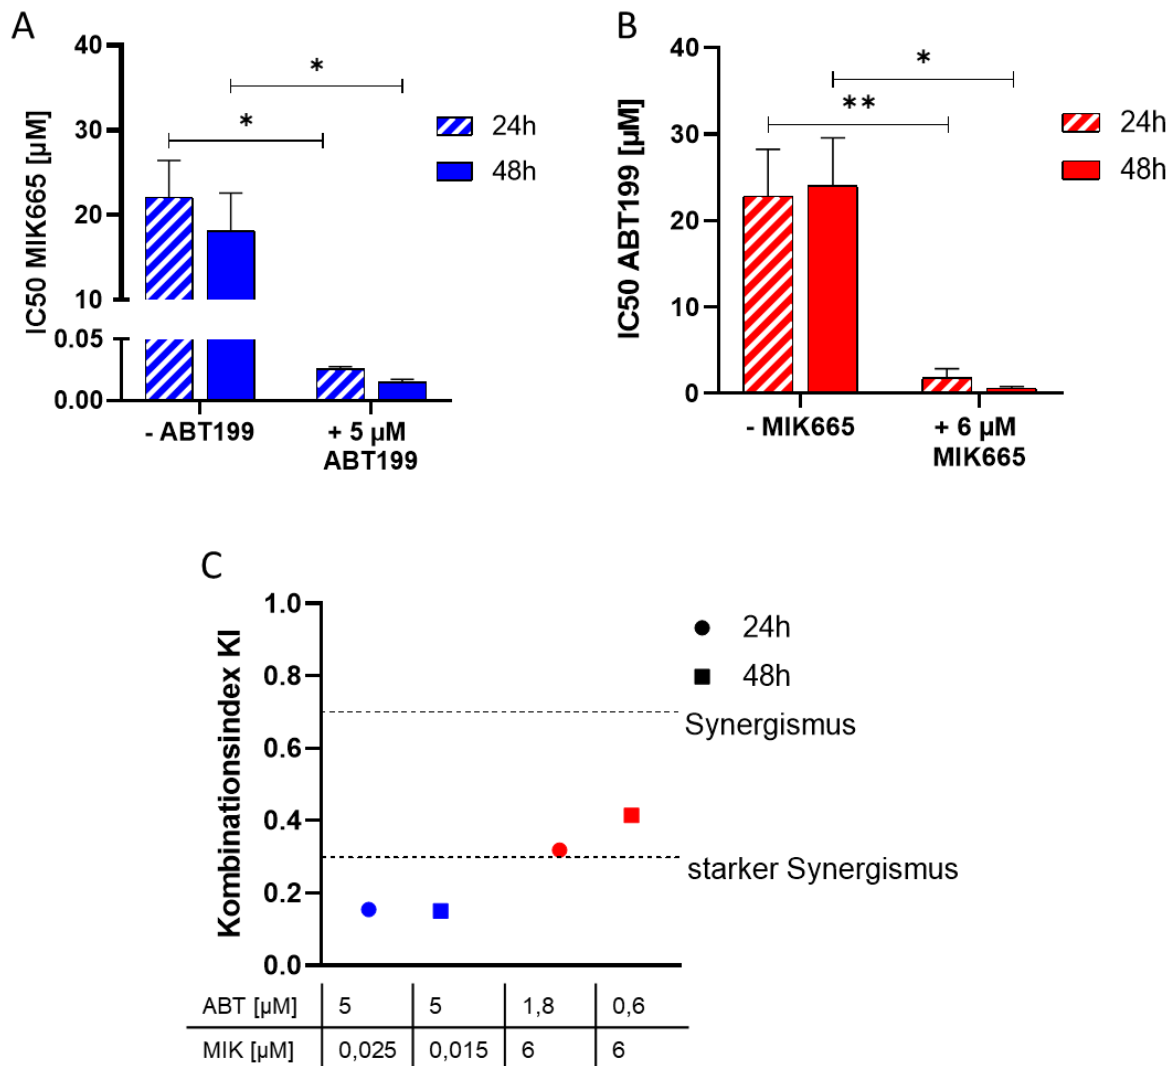 A
IC50 MIK665 [µM]
40
30
20
10
0.05
0.00
*
*
24h
48h
- ABT199
+ 5 µM
ABT199
B
IC50 ABT199 [µM]
40
30
20
10
0
*
**
24h
48h
- MIK665
+ 6 µM
MIK665
C
Kombinationsindex KI
1.0
0.8
0.6
0.4
0.2
0.0
24h
48h
Synergismus
starker Synergismus
ABT [µM] 5 5 1,8 0,6
MIK [µM] 0,025 0,015 6 6